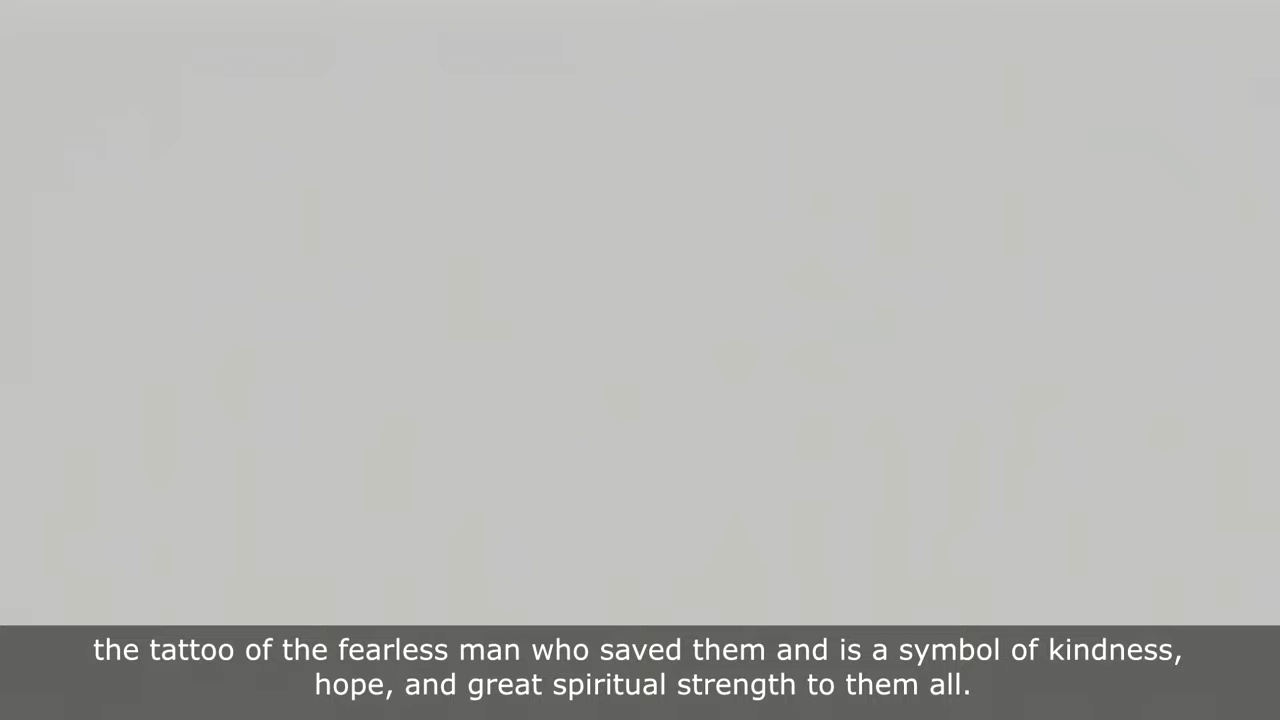 the tattoo of the fearless man who saved them and is a symbol of kindness,
hope, and great spiritual strength to them all.